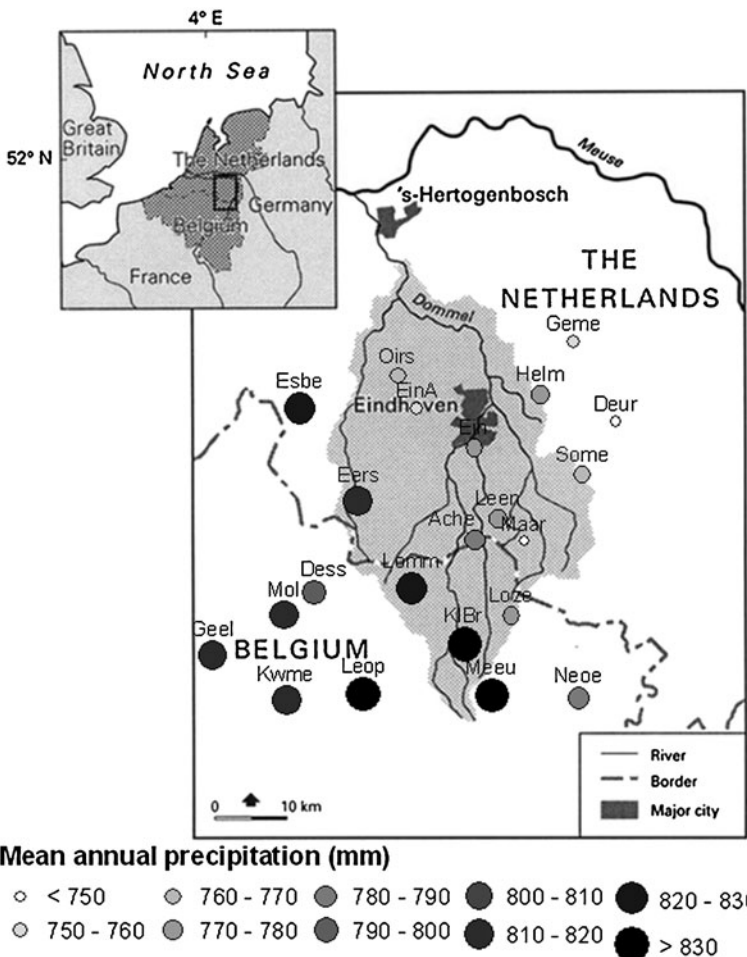 4° E
North Sea
Great
Britain
52° N
The Netherlands
Germany
Belgium
France
Meuse
's-Hertogenbosch
THE
NETHERLANDS
Dommel
Geme
Oirs
Helm
Esbe
EinA
Eindhoven
Deur
Ein
Some
Eers
Leen
Ache
Maar
Lomm
Dess
Mol
Loze
KlBr
Geel
BELGIUM
Kwme
Leop
Meeu
Neoe
0 10 km
River
Border
Major city
Mean annual precipitation (mm)
< 750 760 - 770 780 - 790 800 - 810 820 - 830
750 - 760 770 - 780 790 - 800 810 - 820 > 830